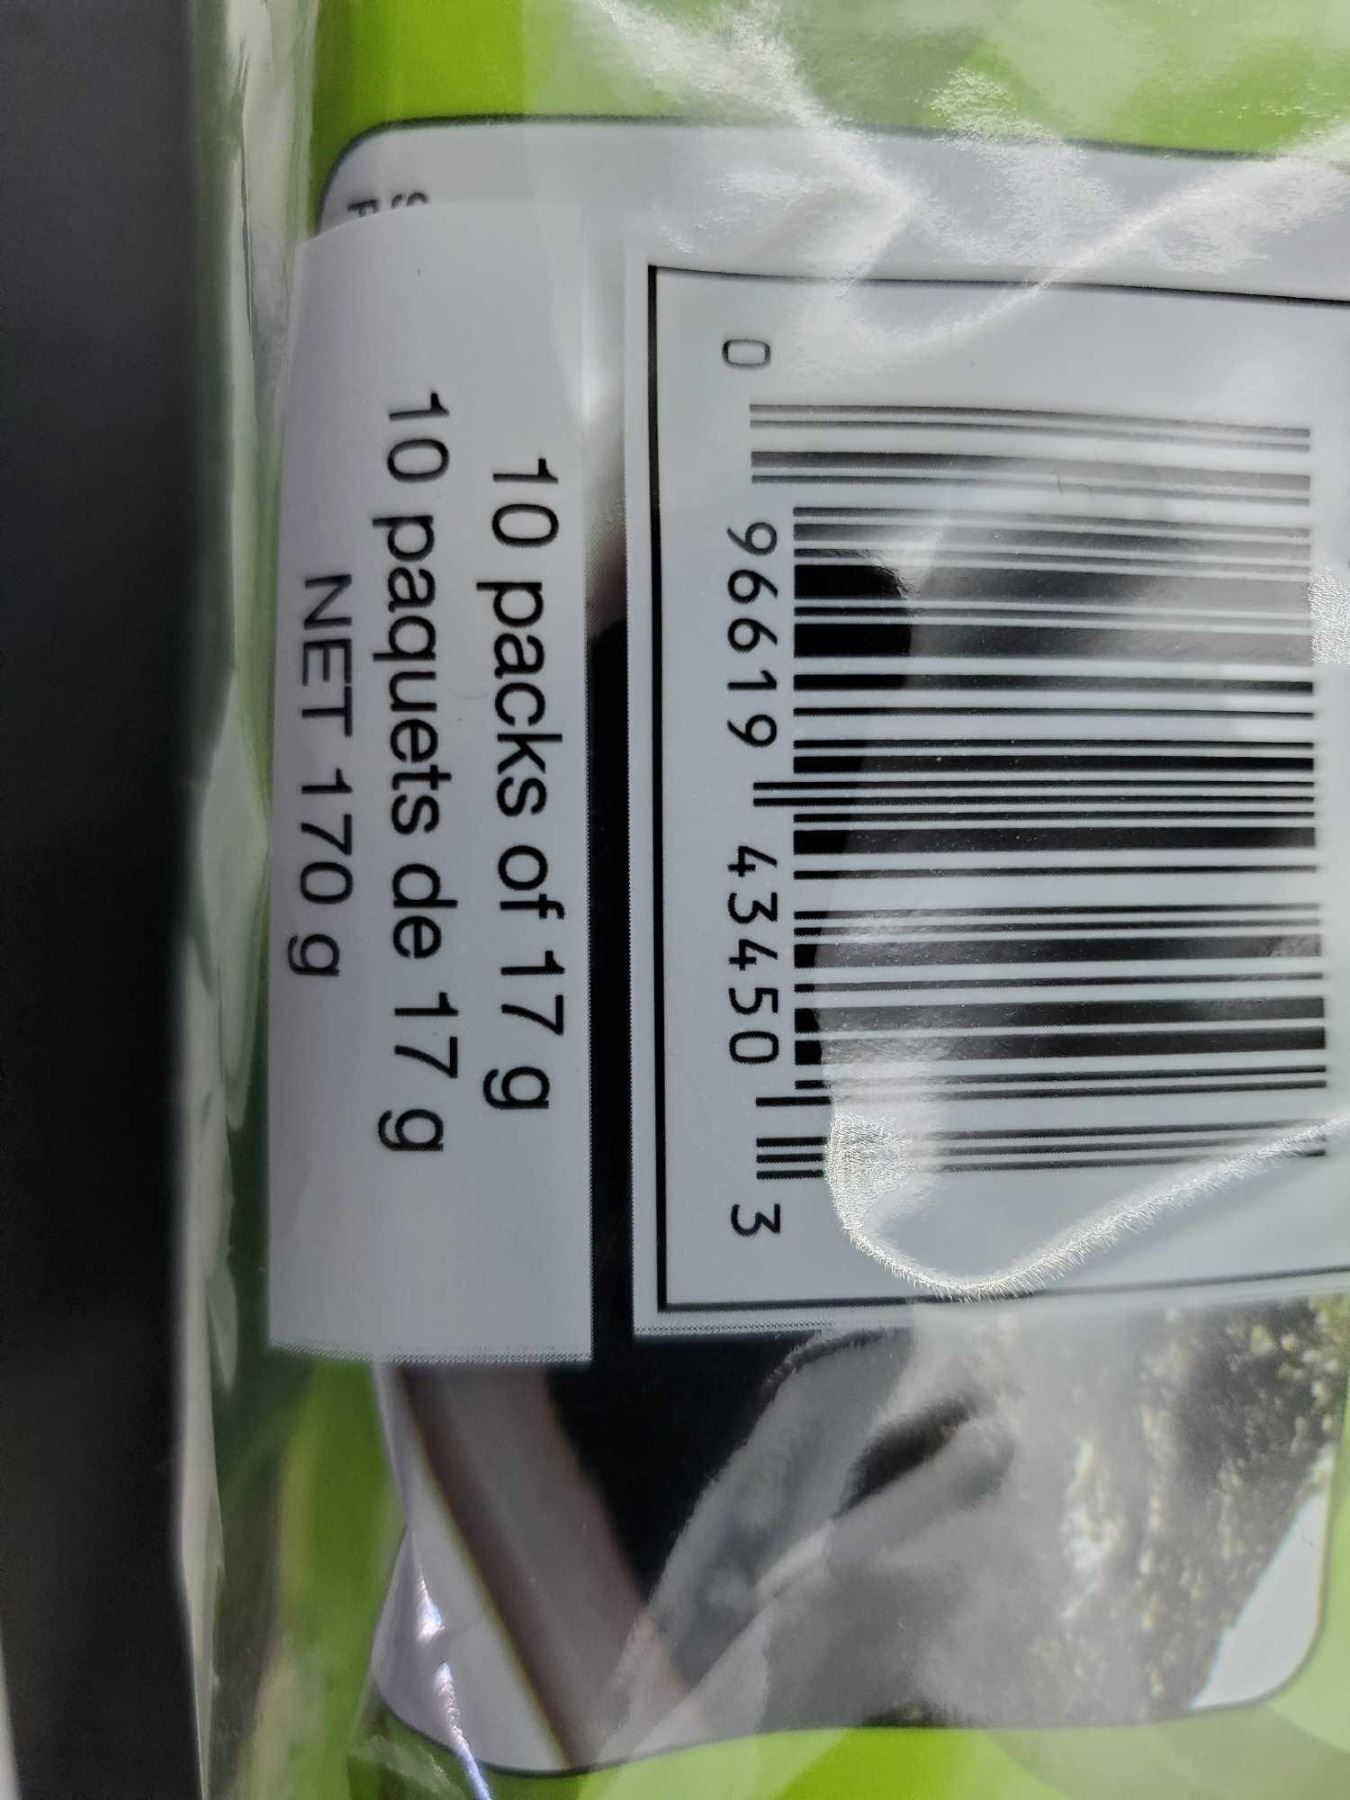 0 96619 43450 3
10 packs of 17 g
10 paquets de 17 g
NET 170 g